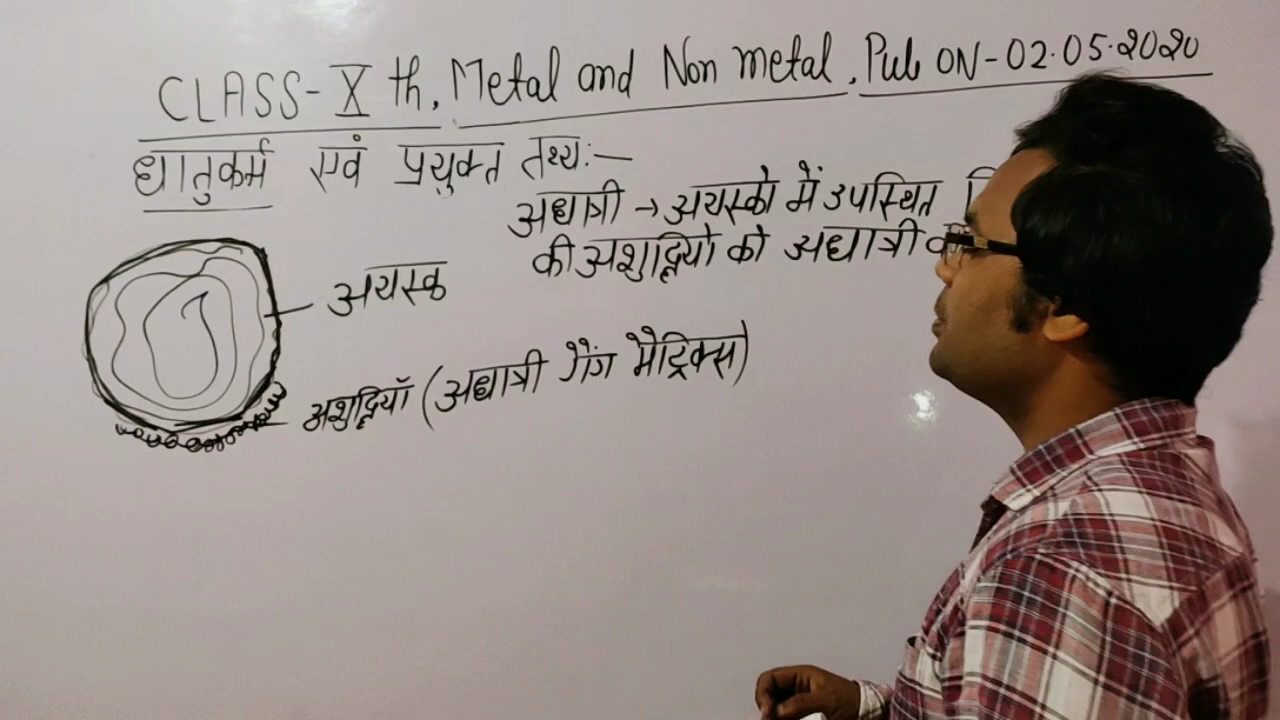 CLASS-X th, Metal and Non metal, Pub ON-02.05.2020
धातुकर्म एवं प्रयुक्त तथ्य:—
अधात्री → अयस्को में उपस्थित
की अशुद्धियो को अधात्री
अयस्क
अशुद्धियाँ (अधात्री गैंग मैट्रिक्स)